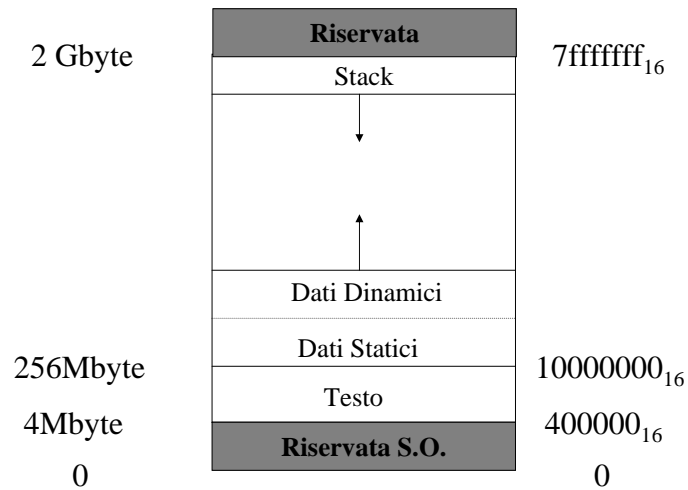 Riservata
2 Gbyte
7fffffff16
Stack
Dati Dinamici
Dati Statici
256Mbyte
1000000016
Testo
4Mbyte
40000016
Riservata S.O.
0
0